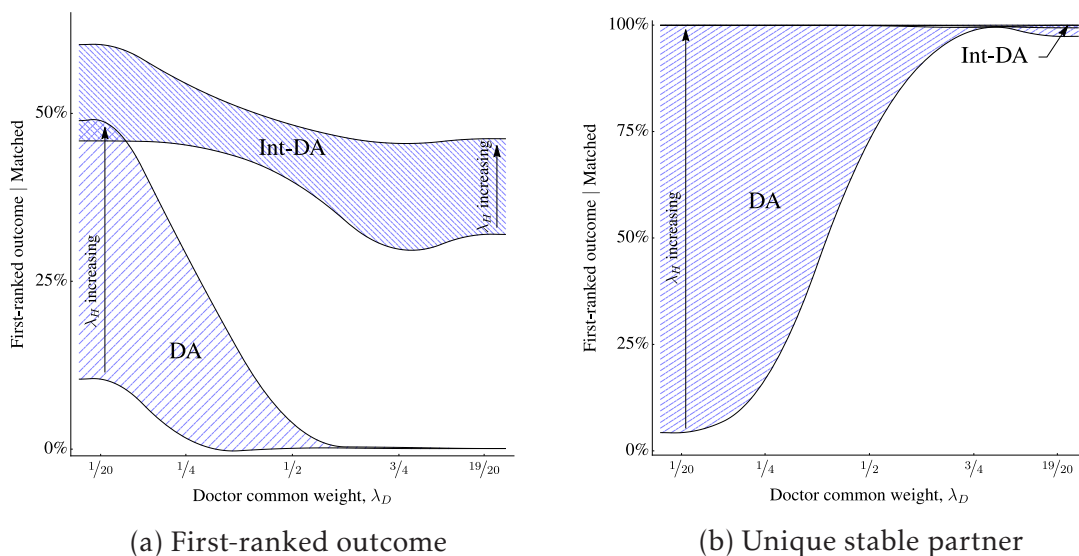 First-ranked outcome | Matched
50%
25%
0%
Int-DA
DA
λ_H increasing
λ_H increasing
1/20
1/4
1/2
3/4
19/20
Doctor common weight, λ_D
(a) First-ranked outcome
First-ranked outcome | Matched
100%
75%
50%
25%
0%
Int-DA
DA
λ_H increasing
1/20
1/4
1/2
3/4
19/20
Doctor common weight, λ_D
(b) Unique stable partner